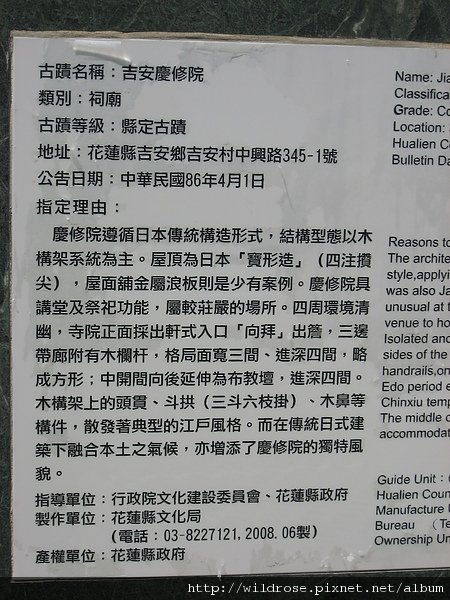 古蹟名稱：吉安慶修院
類別：祠廟
古蹟等級：縣定古蹟
地址：花蓮縣吉安鄉吉安村中興路345-1號
公告日期：中華民國86年4月1日
指定理由：
慶修院遵循日本傳統構造形式，結構型態以木
構架系統為主。屋頂為日本「寶形造」（四注攢
尖），屋面舖金屬浪板則是少有案例。慶修院具
講堂及祭祀功能，屬較莊嚴的場所。四周環境清
幽，寺院正面採出軒式入口「向拜」出簷，三邊
帶廊附有木欄杆，格局面寬三間、進深四間，略
成方形；中開間向後延伸為布教壇，進深四間。
木構架上的頭貫、斗拱（三斗六枝掛）、木鼻等
構件，散發著典型的江戶風格。而在傳統日式建
築下融合本土之氣候，亦增添了慶修院的獨特風
貌。
指導單位：行政院文化建設委員會、花蓮縣政府
製作單位：花蓮縣文化局
(電話：03-8227121,2008.06製)
產權單位：花蓮縣政府
Name: Jia
Classifica
Grade: Co
Location:
Hualien Co
Bulletin Da
Reasons to
The archite
style,applyi
was also Ja
unusual at t
venue to ho
Isolated and
sides of the
handrails,on
Edo period e
Chinxiu temp
The middle o
accommodat
Guide Unit：
Hualien Coun
Manufacture U
Bureau （Te
Ownership Un
http://wildrose.pixnet.net/album